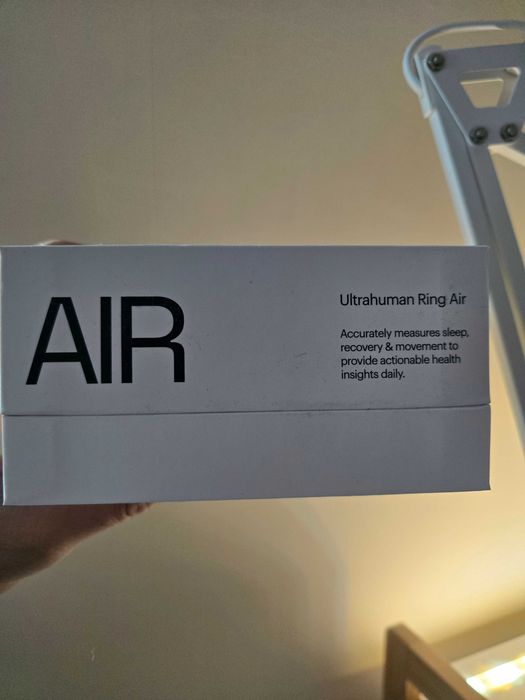 AIR
Ultrahuman Ring Air
Accurately measures sleep,
recovery & movement to
provide actionable health
insights daily.